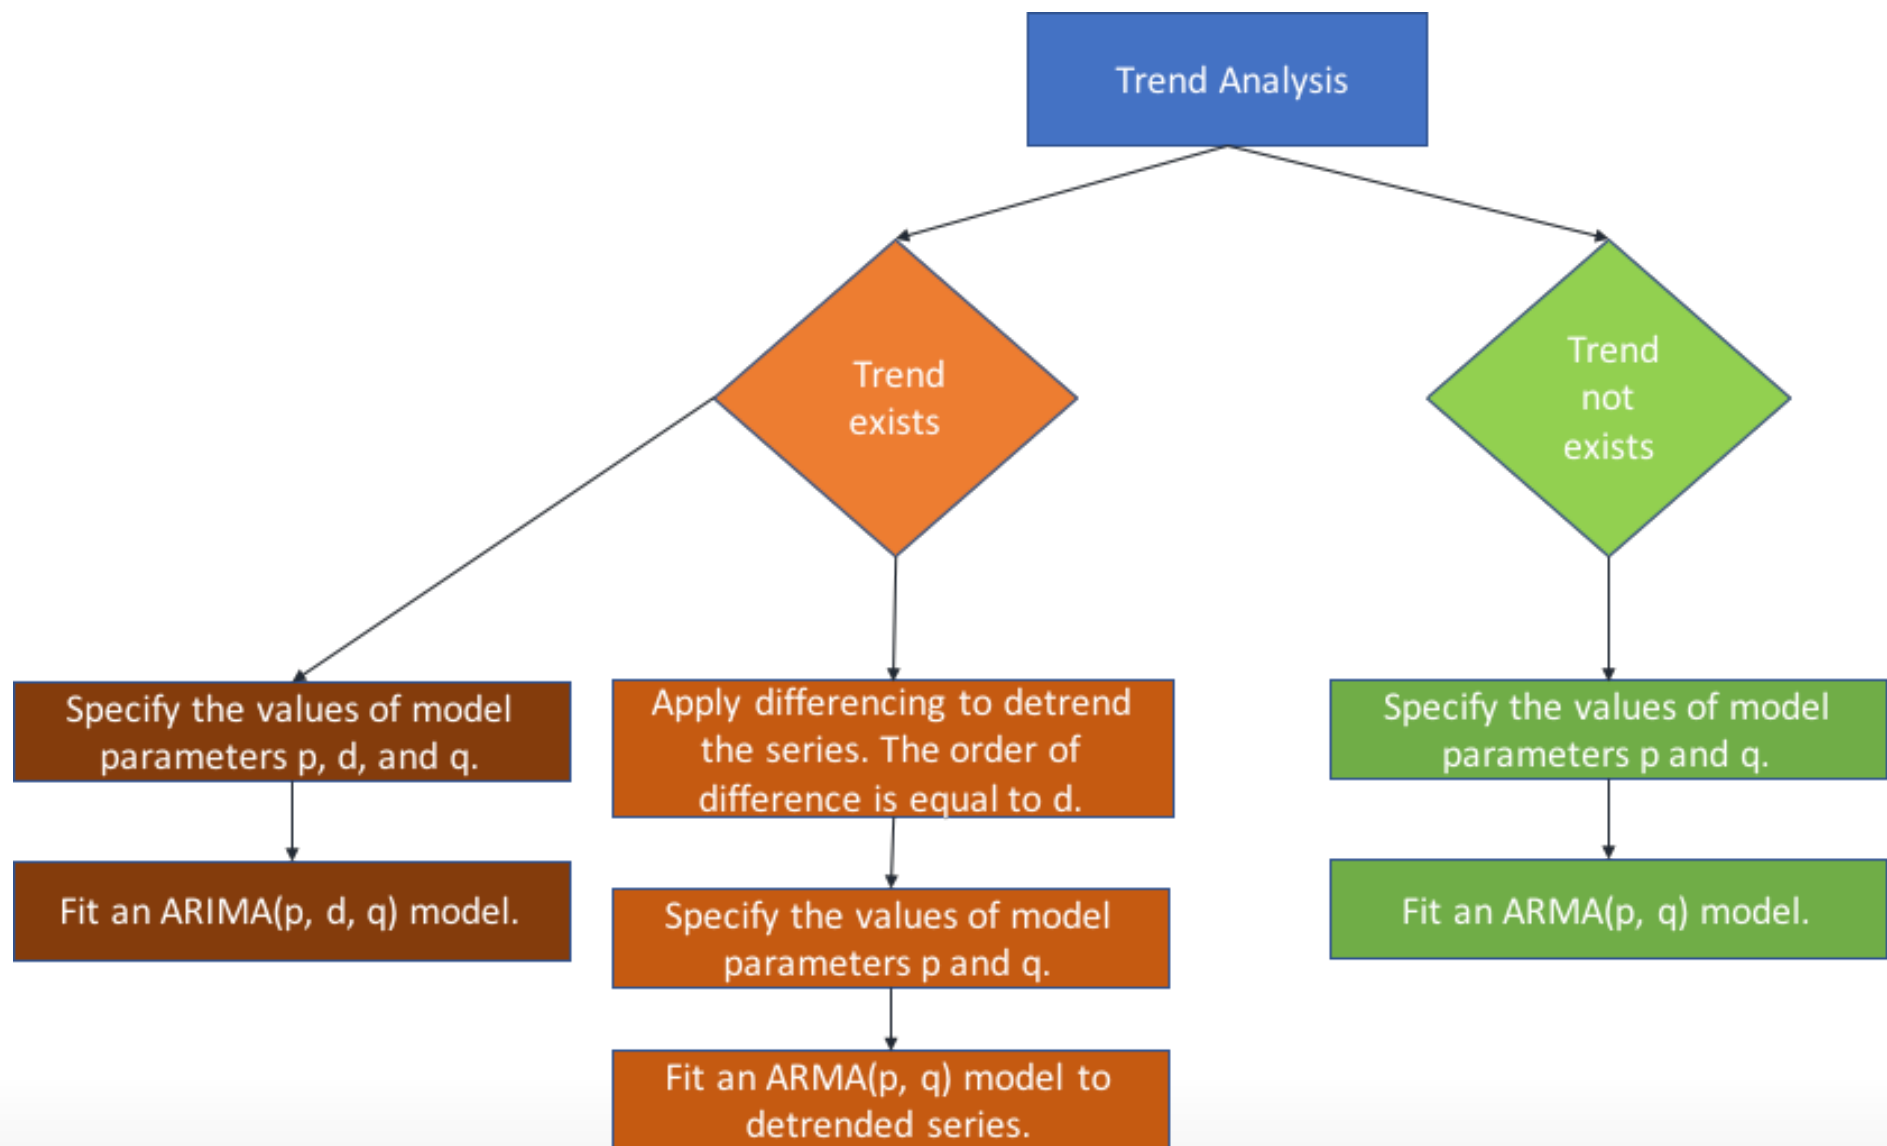 Trend Analysis
Trend
exists
Trend
not
exists
Specify the values of model
parameters p, d, and q.
Fit an ARIMA(p, d, q) model.
Apply differencing to detrend
the series. The order of
difference is equal to d.
Specify the values of model
parameters p and q.
Fit an ARMA(p, q) model to
detrended series.
Specify the values of model
parameters p and q.
Fit an ARMA(p, q) model.